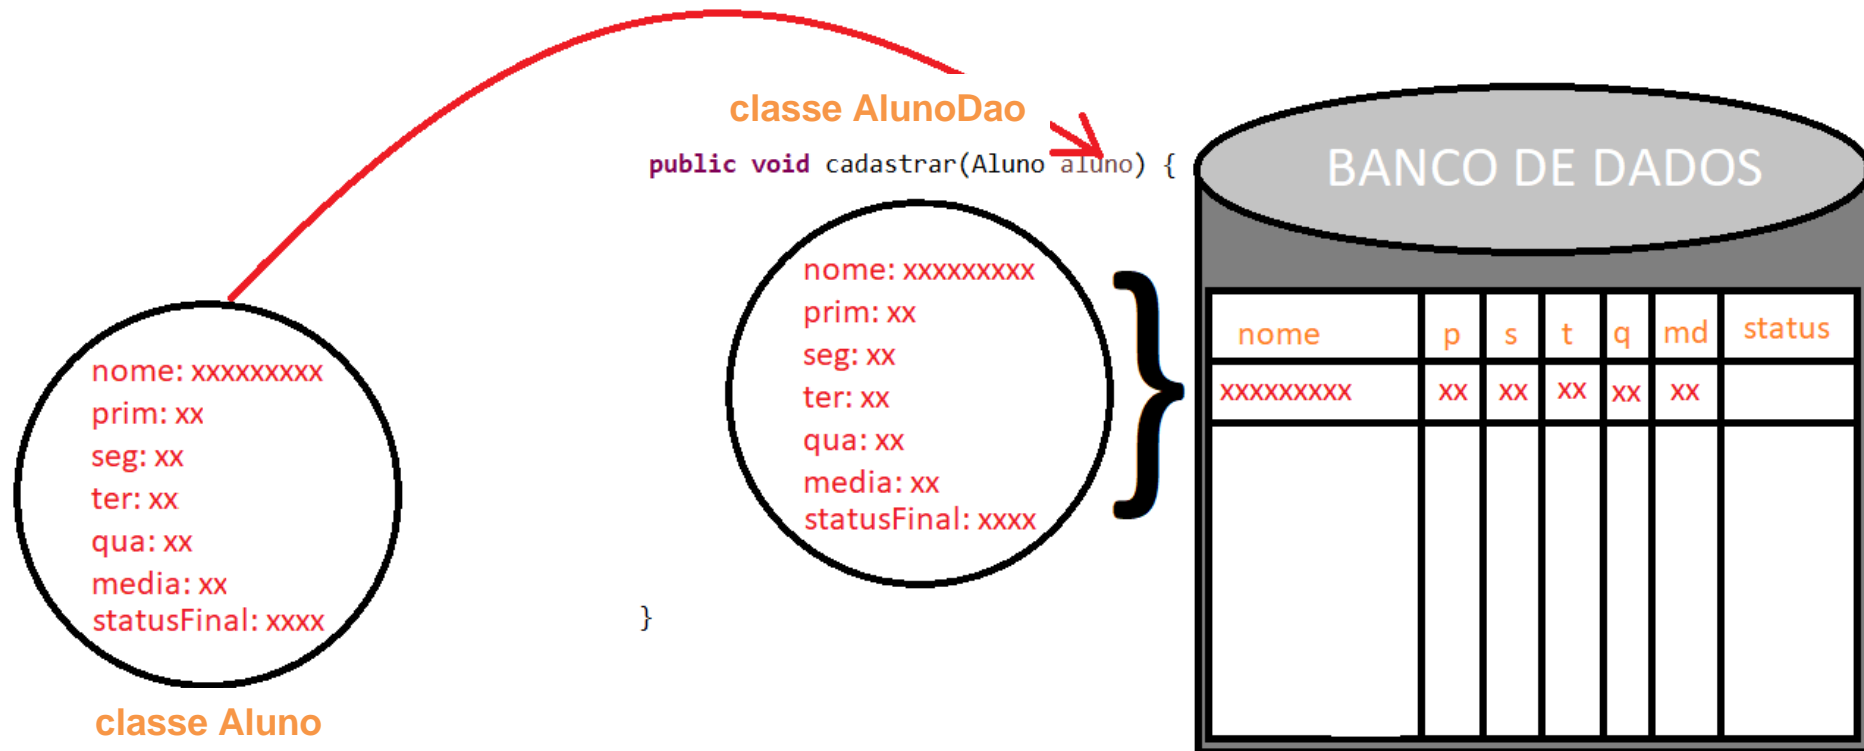 classe AlunoDao
public void cadastrar(Aluno aluno) {
nome: xxxxxxxxx
prim: xx
seg: xx
ter: xx
qua: xx
media: xx
statusFinal: xxxx
}
nome: xxxxxxxxx
prim: xx
seg: xx
ter: xx
qua: xx
media: xx
statusFinal: xxxx
classe Aluno
BANCO DE DADOS
nome p s t q md status
xxxxxxxxx xx xx xx xx xx